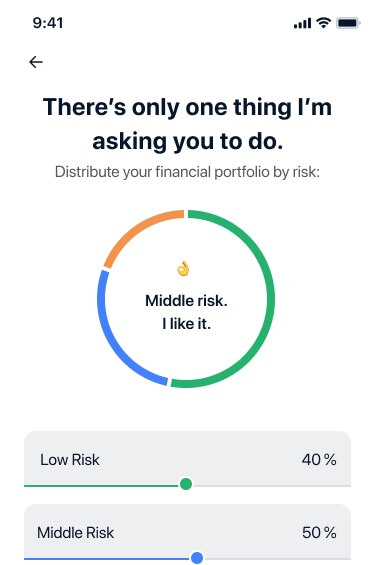 9:41
There’s only one thing I’m
asking you to do.
Distribute your financial portfolio by risk:
Middle risk.
I like it.
Low Risk 40 %
Middle Risk 50 %